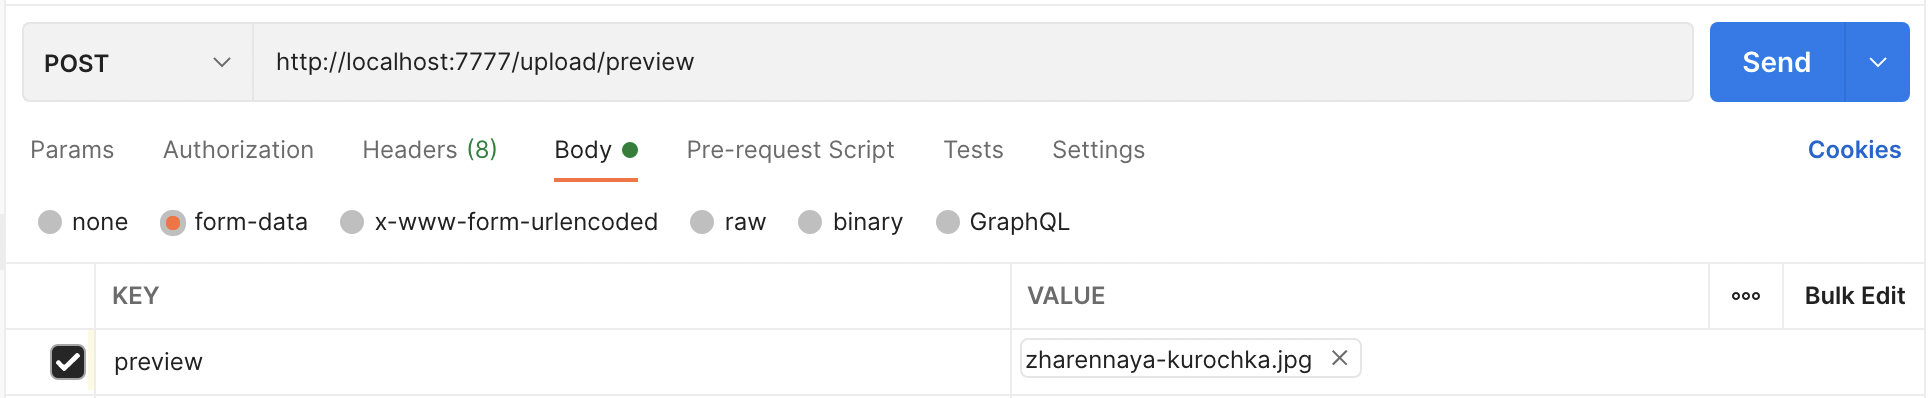 POST http://localhost:7777/upload/preview Send
Params Authorization Headers (8) Body Pre-request Script Tests Settings Cookies
none form-data x-www-form-urlencoded raw binary GraphQL
KEY VALUE ooo Bulk Edit
preview zharennaya-kurochka.jpg